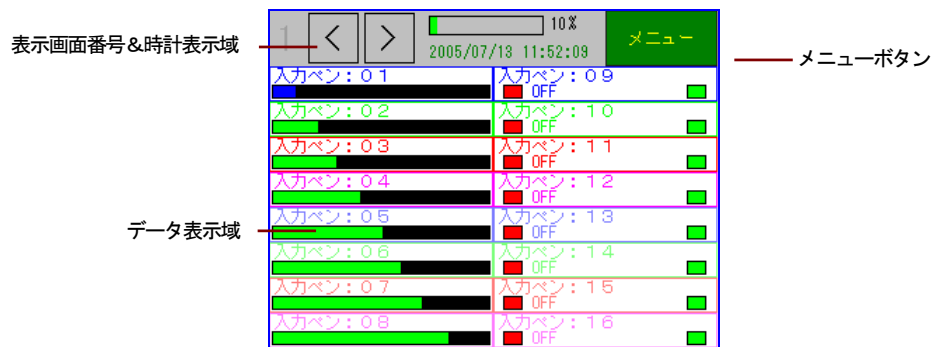 1 < > 10%
2005/07/13 11:52:09
メニュー
表示画面番号&時計表示域
メニューボタン
入力ペン:01 入力ペン:09
OFF
入力ペン:02 入力ペン:10
OFF
入力ペン:03 入力ペン:11
OFF
入力ペン:04 入力ペン:12
OFF
入力ペン:05 入力ペン:13
OFF
データ表示域
入力ペン:06 入力ペン:14
OFF
入力ペン:07 入力ペン:15
OFF
入力ペン:08 入力ペン:16
OFF